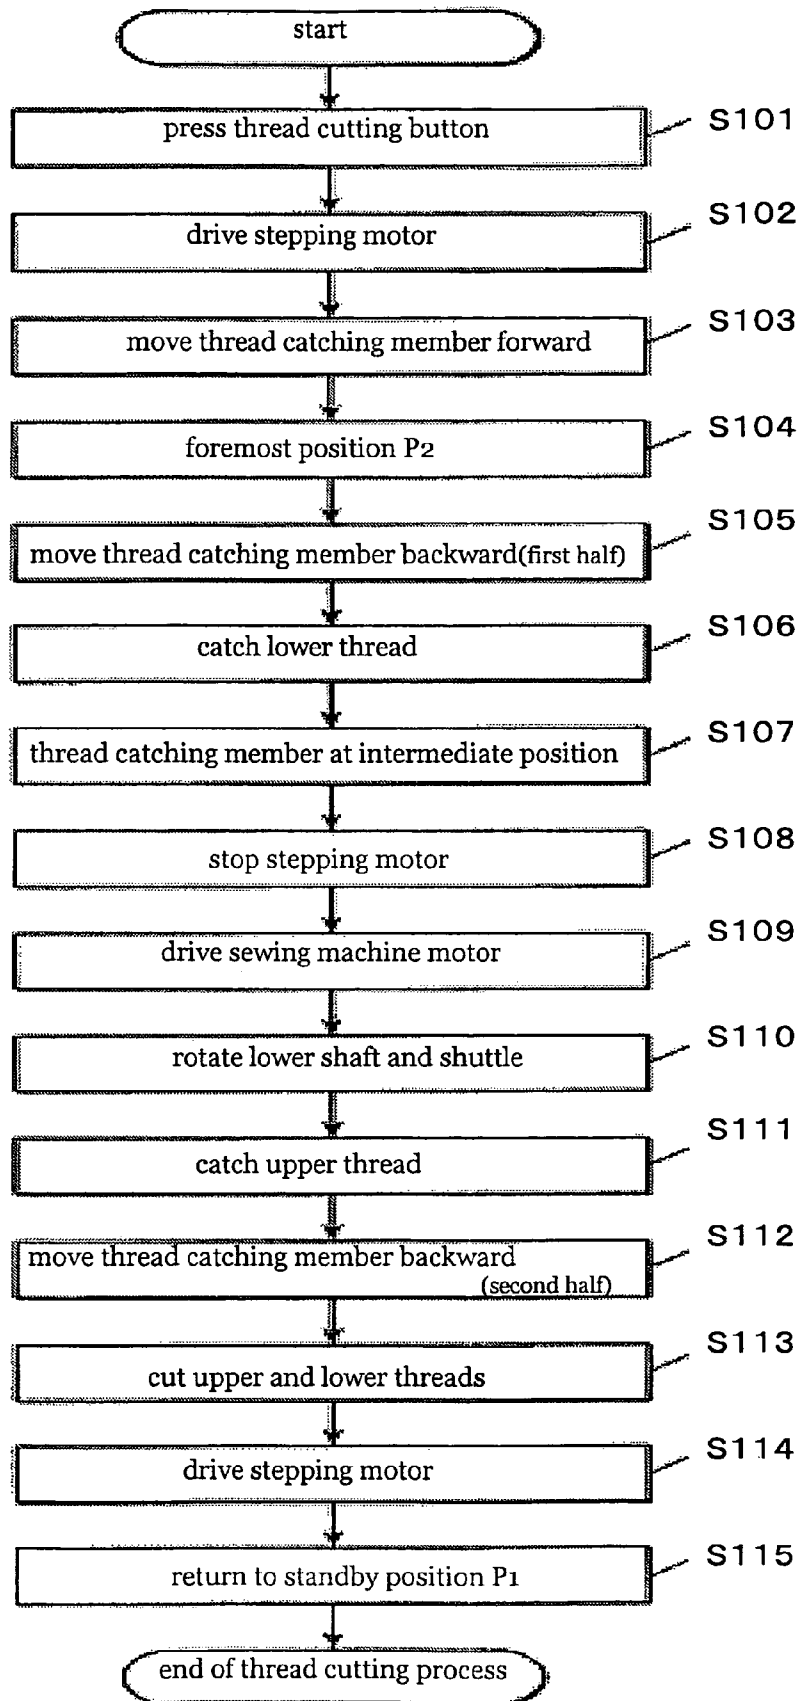 start
press thread cutting button
S101
drive stepping motor
S102
move thread catching member forward
S103
foremost position P2
S104
move thread catching member backward(first half)
S105
catch lower thread
S106
thread catching member at intermediate position
S107
stop stepping motor
S108
drive sewing machine motor
S109
rotate lower shaft and shuttle
S110
catch upper thread
S111
move thread catching member backward
(second half)
S112
cut upper and lower threads
S113
drive stepping motor
S114
return to standby position P1
S115
end of thread cutting process